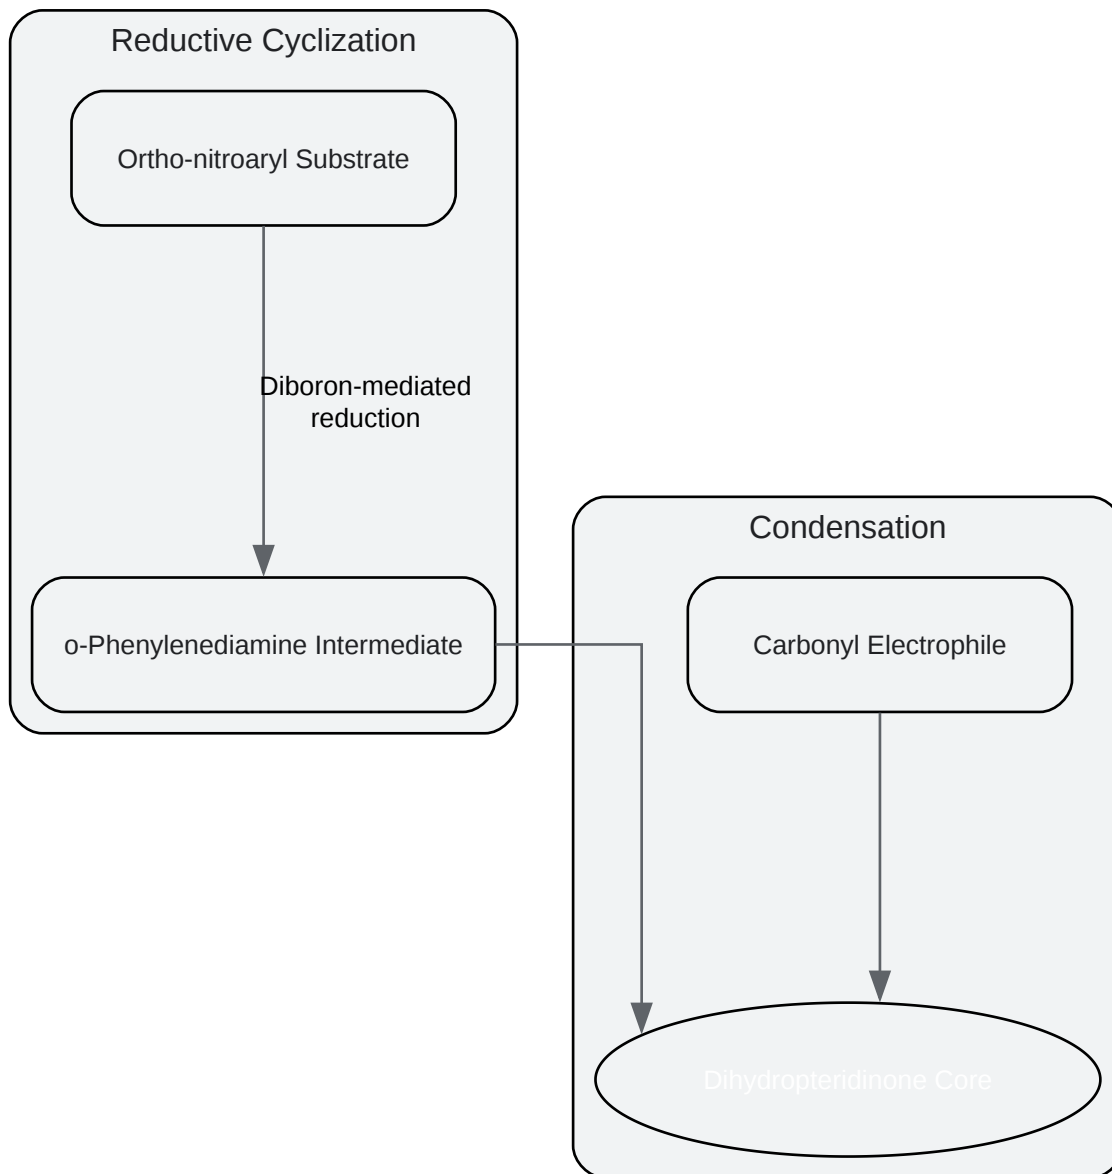 Reductive Cyclization
Ortho-nitroaryl Substrate
Diboron-mediated
reduction
o-Phenylenediamine Intermediate
Condensation
Carbonyl Electrophile
Dihydropteridinone Core